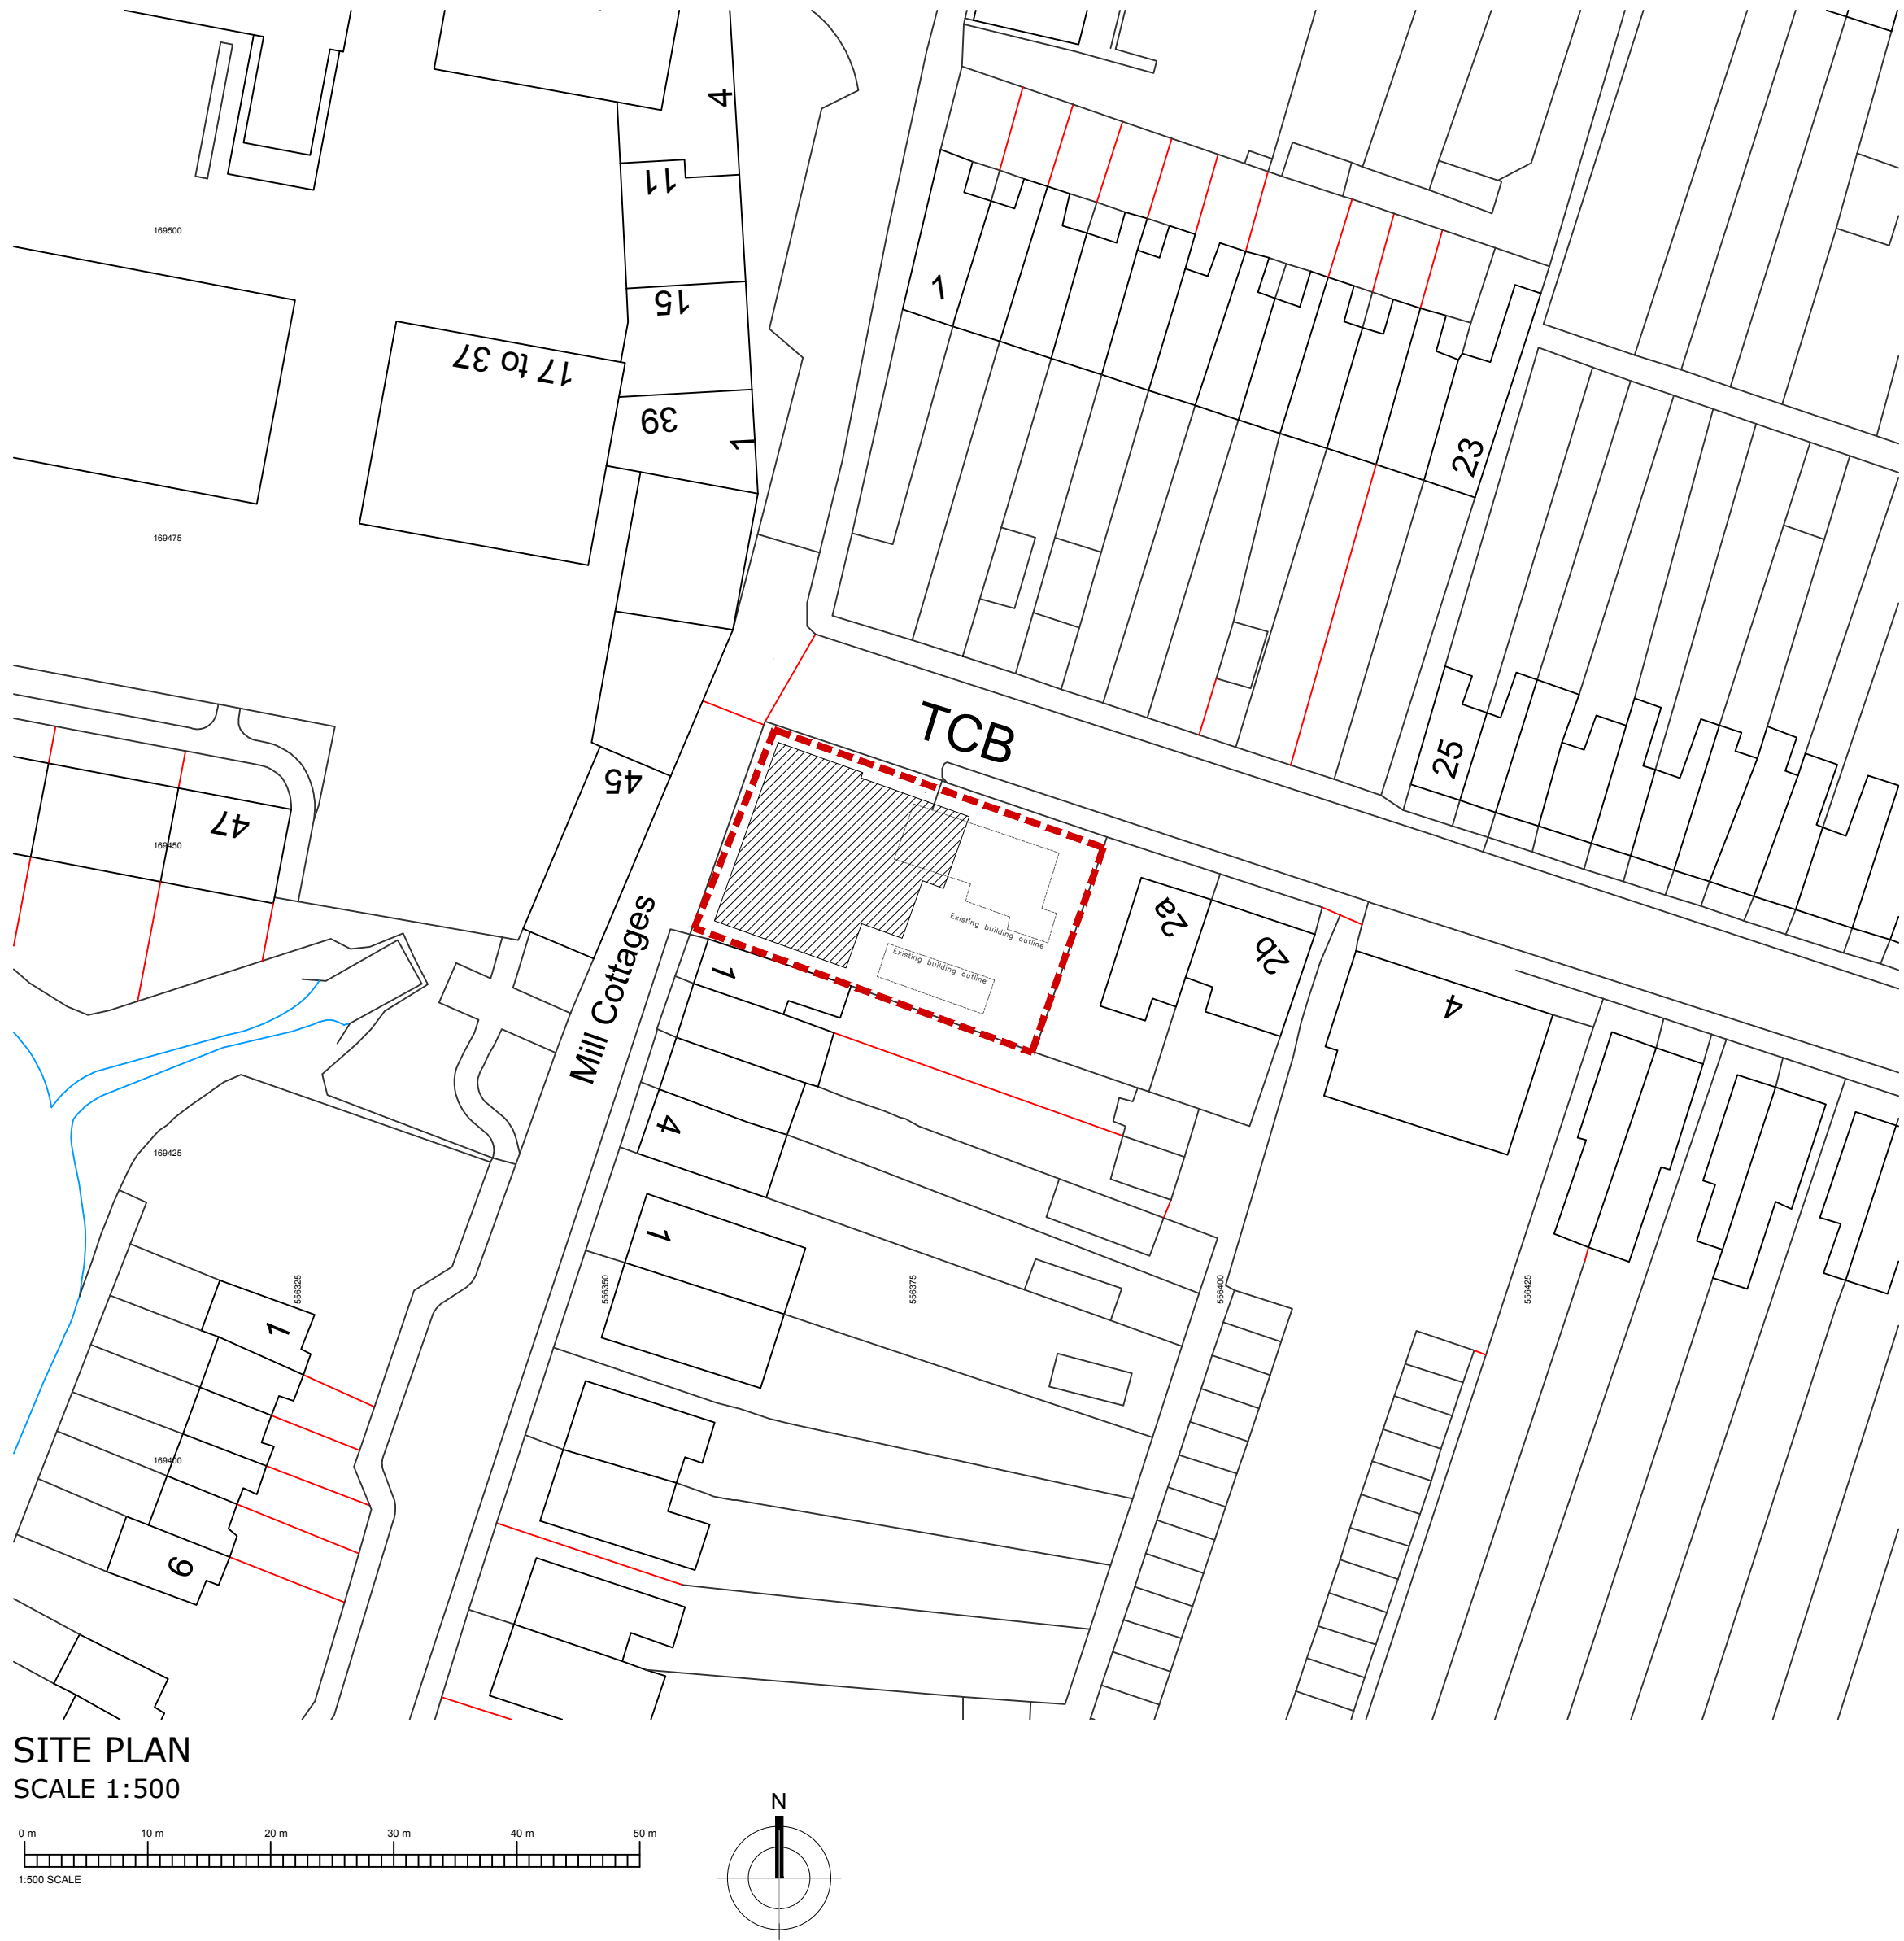 4
11
169500
1
15
17 to 37
39
1
23
169475
TCB
25
45
47
169450
2a
Existing building outline
2b
Mill Cottages
1
Existing building outline
4
4
169425
1
556325
556350
556375
556400
556425
1
169400
9
SITE PLAN
SCALE 1:500
N
0 m 10 m 20 m 30 m 40 m 50 m
1:500 SCALE